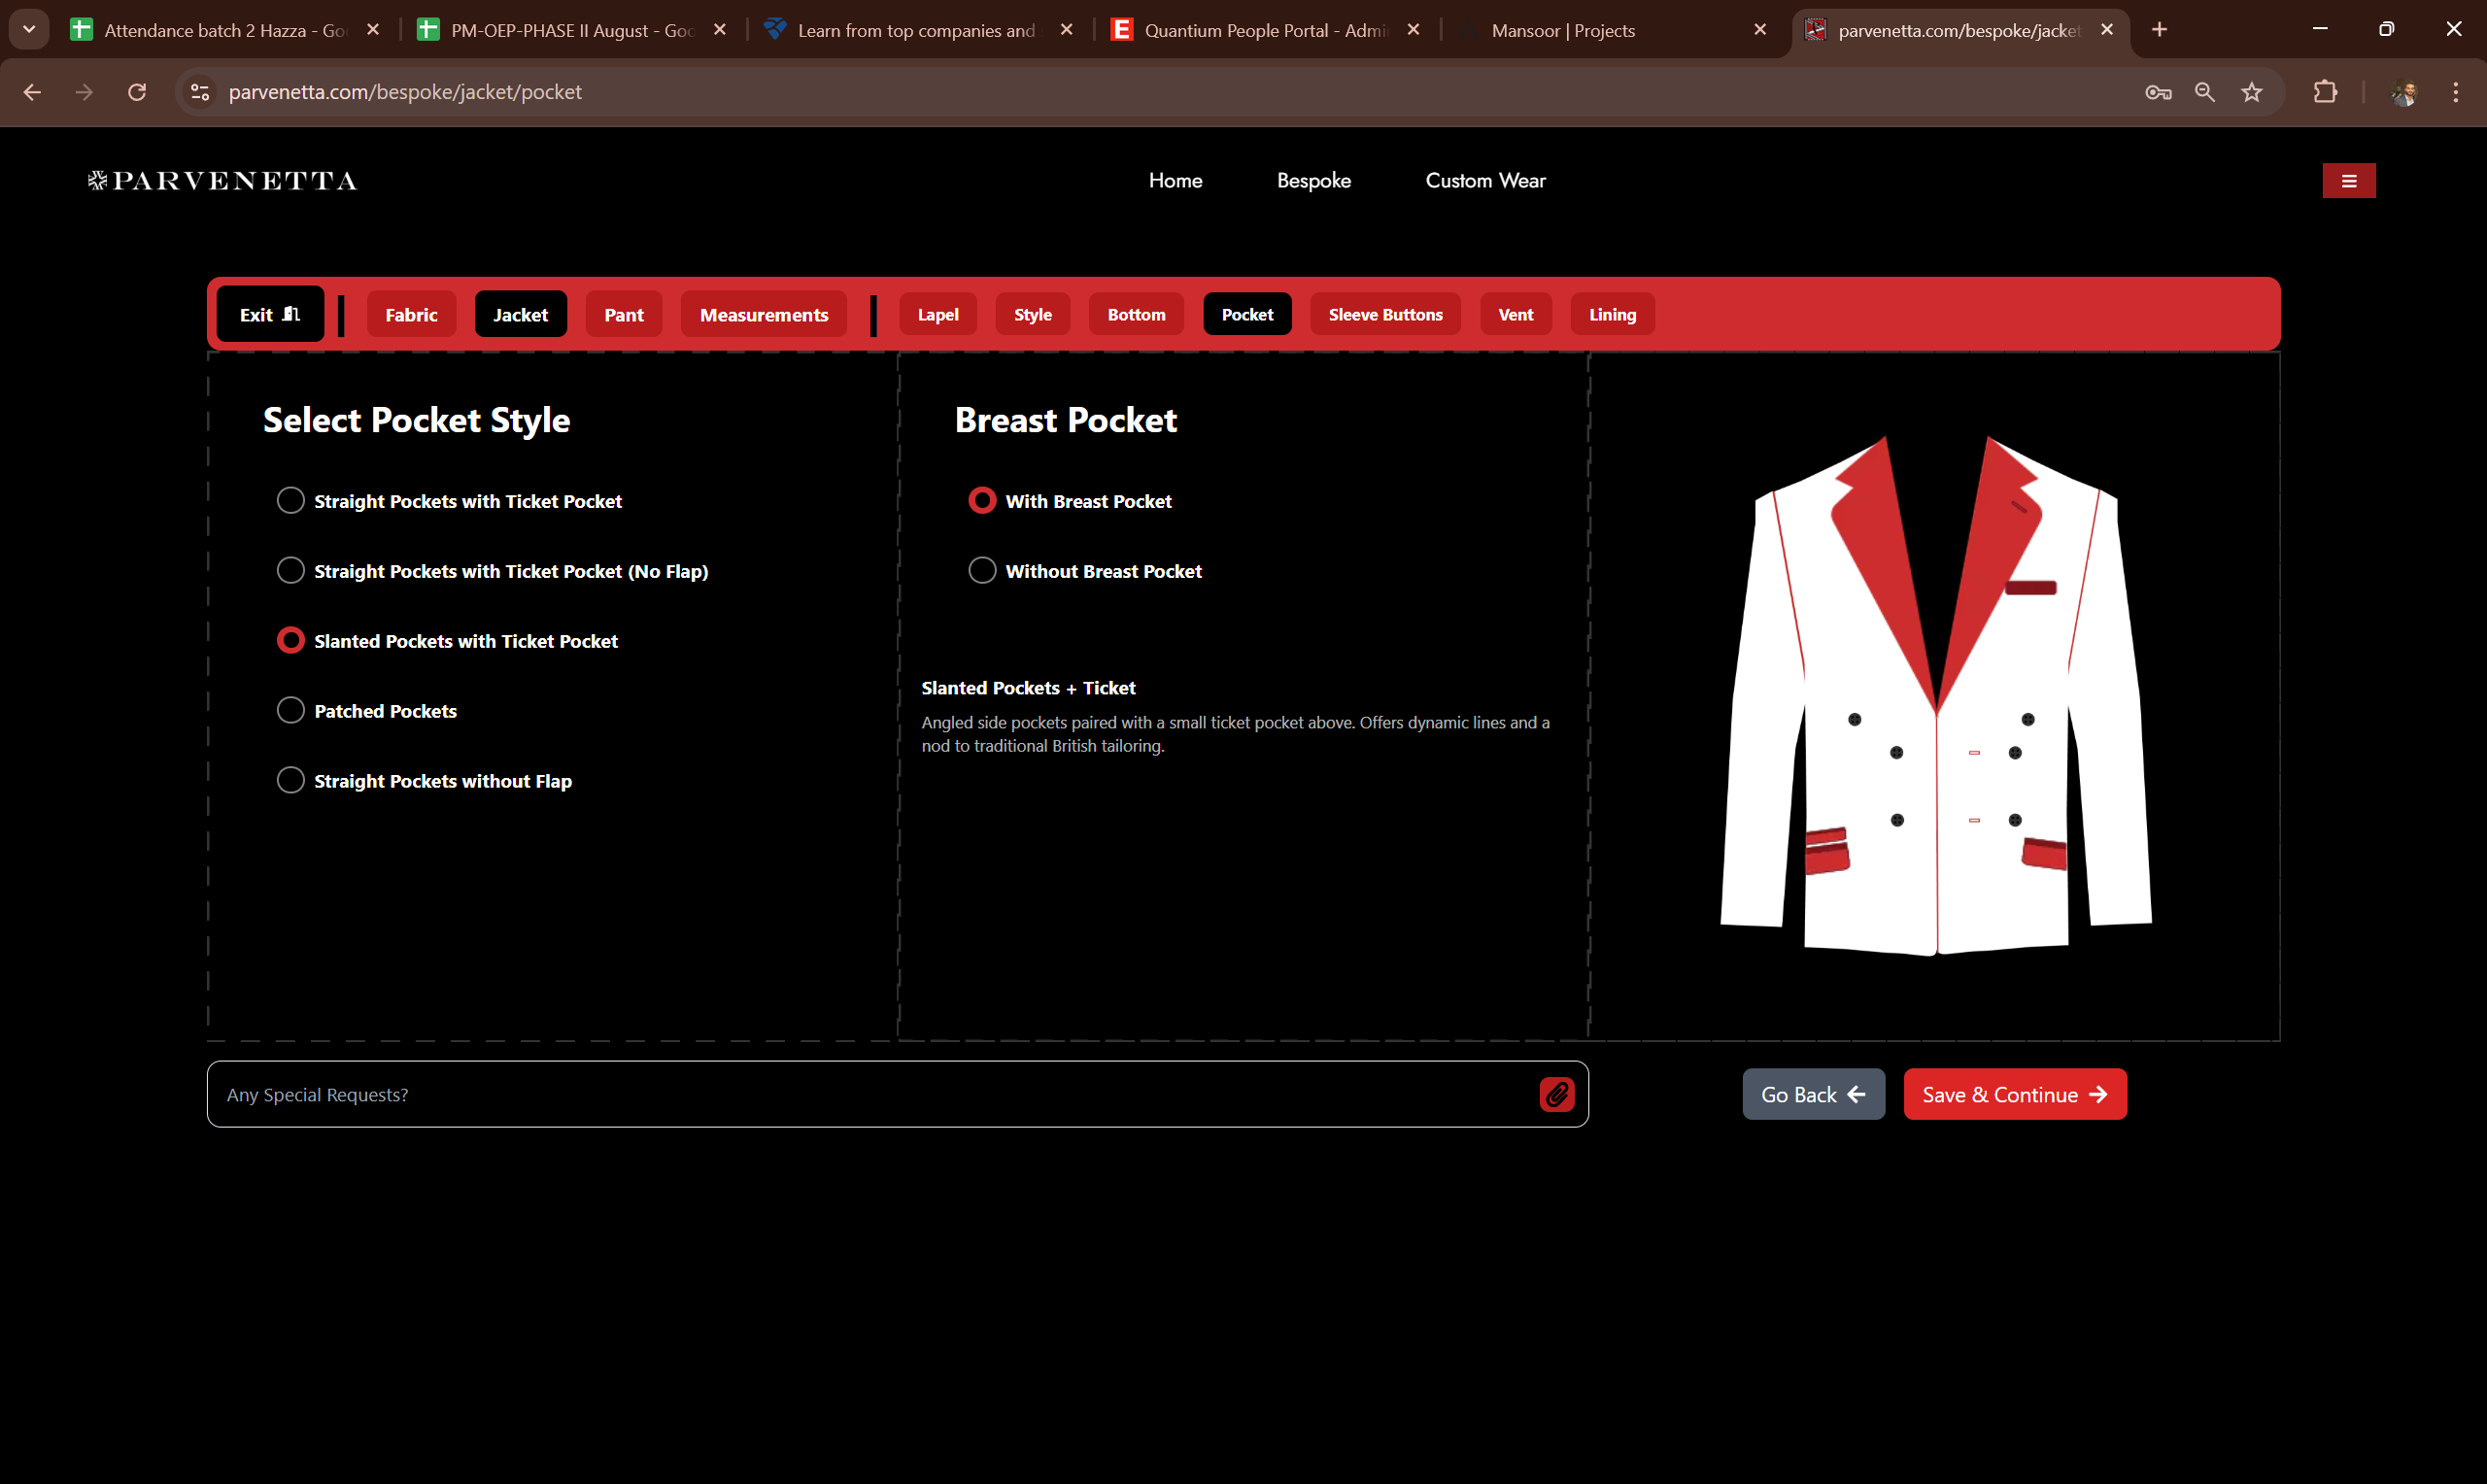 Attendance batch 2 Hazza - Go
PM-OEP-PHASE II August - Goo
Learn from top companies and
Quantium People Portal - Admi
Mansoor | Projects
parvenetta.com/bespoke/jacket
parvenetta.com/bespoke/jacket/pocket
PARVENETTA
Home
Bespoke
Custom Wear
Exit
Fabric
Jacket
Pant
Measurements
Lapel
Style
Bottom
Pocket
Sleeve Buttons
Vent
Lining
Select Pocket Style
Straight Pockets with Ticket Pocket
Straight Pockets with Ticket Pocket (No Flap)
Slanted Pockets with Ticket Pocket
Patched Pockets
Straight Pockets without Flap
Breast Pocket
With Breast Pocket
Without Breast Pocket
Slanted Pockets + Ticket
Angled side pockets paired with a small ticket pocket above. Offers dynamic lines and a
nod to traditional British tailoring.
Any Special Requests?
Go Back
Save & Continue